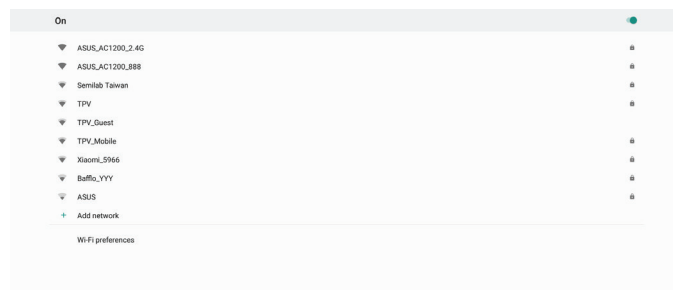 On
ASUS_AC1200_2.4G
ASUS_AC1200_888
Semilab Taiwan
TPV
TPV_Guest
TPV_Mobile
Xiaomi_5966
Bafflo_YYY
ASUS
+ Add network
Wi-Fi preferences